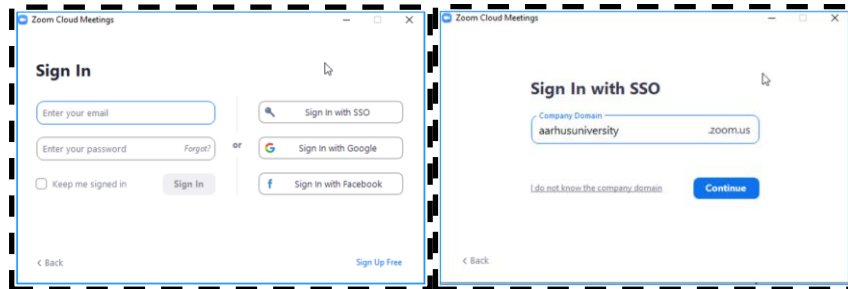 Zoom Cloud Meetings
Sign In
Enter your email
Enter your password Forgot?
Keep me signed in Sign In
or
Sign In with SSO
Sign In with Google
Sign In with Facebook
< Back
Sign Up Free
Zoom Cloud Meetings
Sign In with SSO
Company Domain
aarhusuniversity .zoom.us
I do not know the company domain Continue
< Back